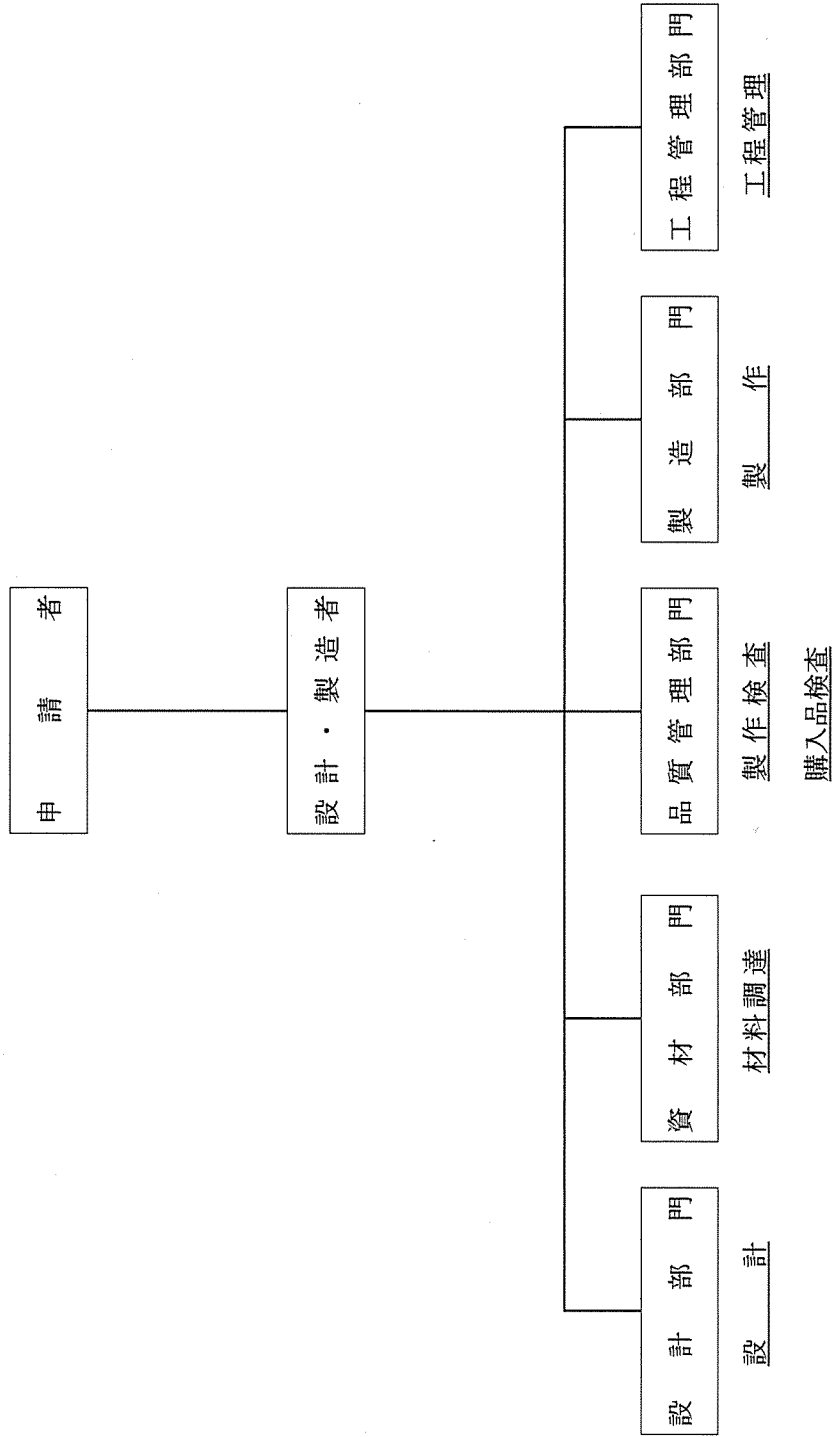 申請者
設計・製造者
設計部門
資材部門
品質管理部門
製造部門
工程管理部門
設計
材料調達
製作検査
製作
工程管理
購入品検査